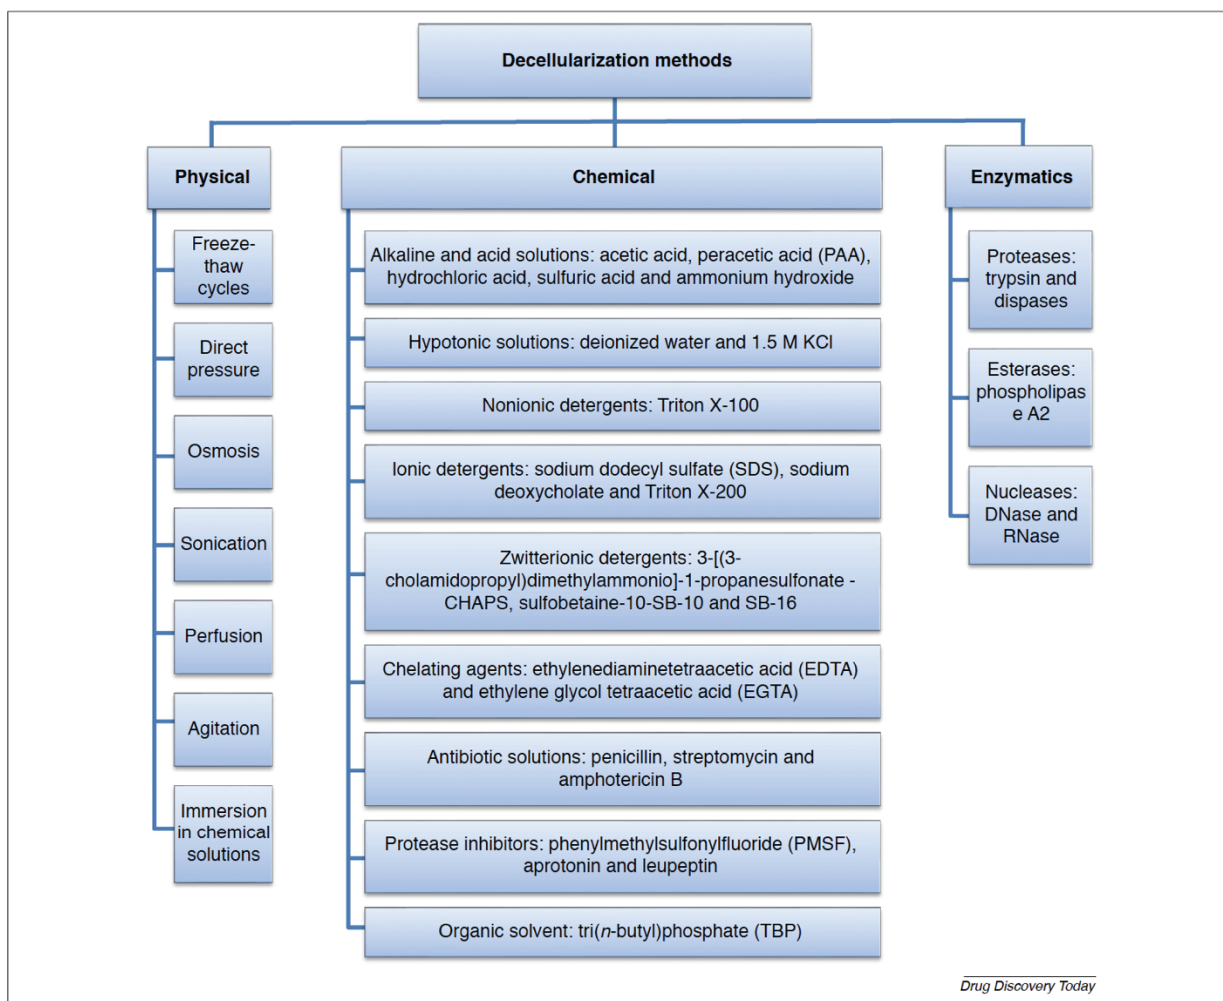 Decellularization methods
Physical
Freeze-
thaw
cycles
Direct
pressure
Osmosis
Sonication
Perfusion
Agitation
Immersion
in chemical
solutions
Chemical
Alkaline and acid solutions: acetic acid, peracetic acid (PAA),
hydrochloric acid, sulfuric acid and ammonium hydroxide
Hypotonic solutions: deionized water and 1.5 M KCl
Nonionic detergents: Triton X-100
Ionic detergents: sodium dodecyl sulfate (SDS), sodium
deoxycholate and Triton X-200
Zwitterionic detergents: 3-[(3-
cholamidopropyl)dimethylammonio]-1-propanesulfonate -
CHAPS, sulfobetaine-10-SB-10 and SB-16
Chelating agents: ethylenediaminetetraacetic acid (EDTA)
and ethylene glycol tetraacetic acid (EGTA)
Antibiotic solutions: penicillin, streptomycin and
amphotericin B
Protease inhibitors: phenylmethylsulfonylfluoride (PMSF),
aprotonin and leupeptin
Organic solvent: tri(n-butyl)phosphate (TBP)
Enzymatics
Proteases:
trypsin and
dispases
Esterases:
phospholipas
e A2
Nucleases:
DNase and
RNase
Drug Discovery Today